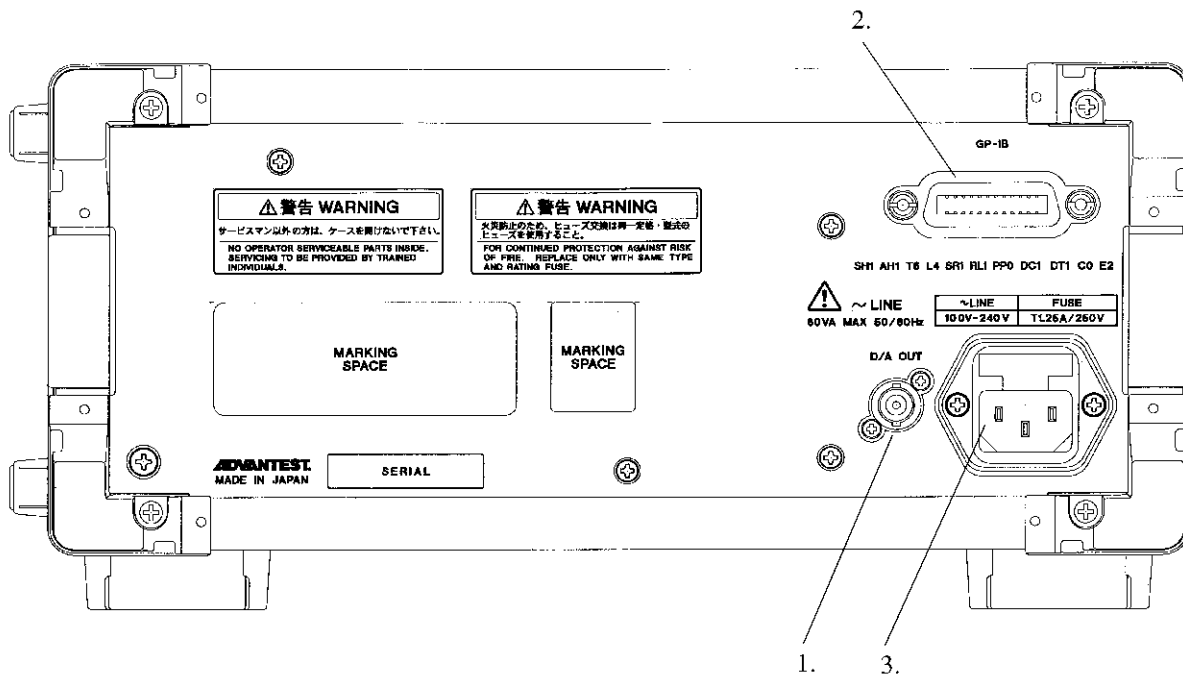 2.
GP-IB
⚠ 警告 WARNING
サービスマン以外の方は、ケースを開けないで下さい。
NO OPERATOR SERVICEABLE PARTS INSIDE.
SERVICING TO BE PROVIDED BY TRAINED
INDIVIDUALS.
⚠ 警告 WARNING
火災防止のため、ヒューズ交換は同一定格・型式の
ヒューズを使用すること。
FOR CONTINUED PROTECTION AGAINST RISK
OF FIRE. REPLACE ONLY WITH SAME TYPE
AND RATING FUSE.
SH1 AH1 T6 L4 SR1 RL1 PP0 DC1 DT1 C0 E2
⚠ ~ LINE
60VA MAX 50/60Hz
~LINE FUSE
100V-240V T1.25A/250V
MARKING
SPACE
MARKING
SPACE
D/A OUT
ADVANTEST.
MADE IN JAPAN
SERIAL
1.
3.